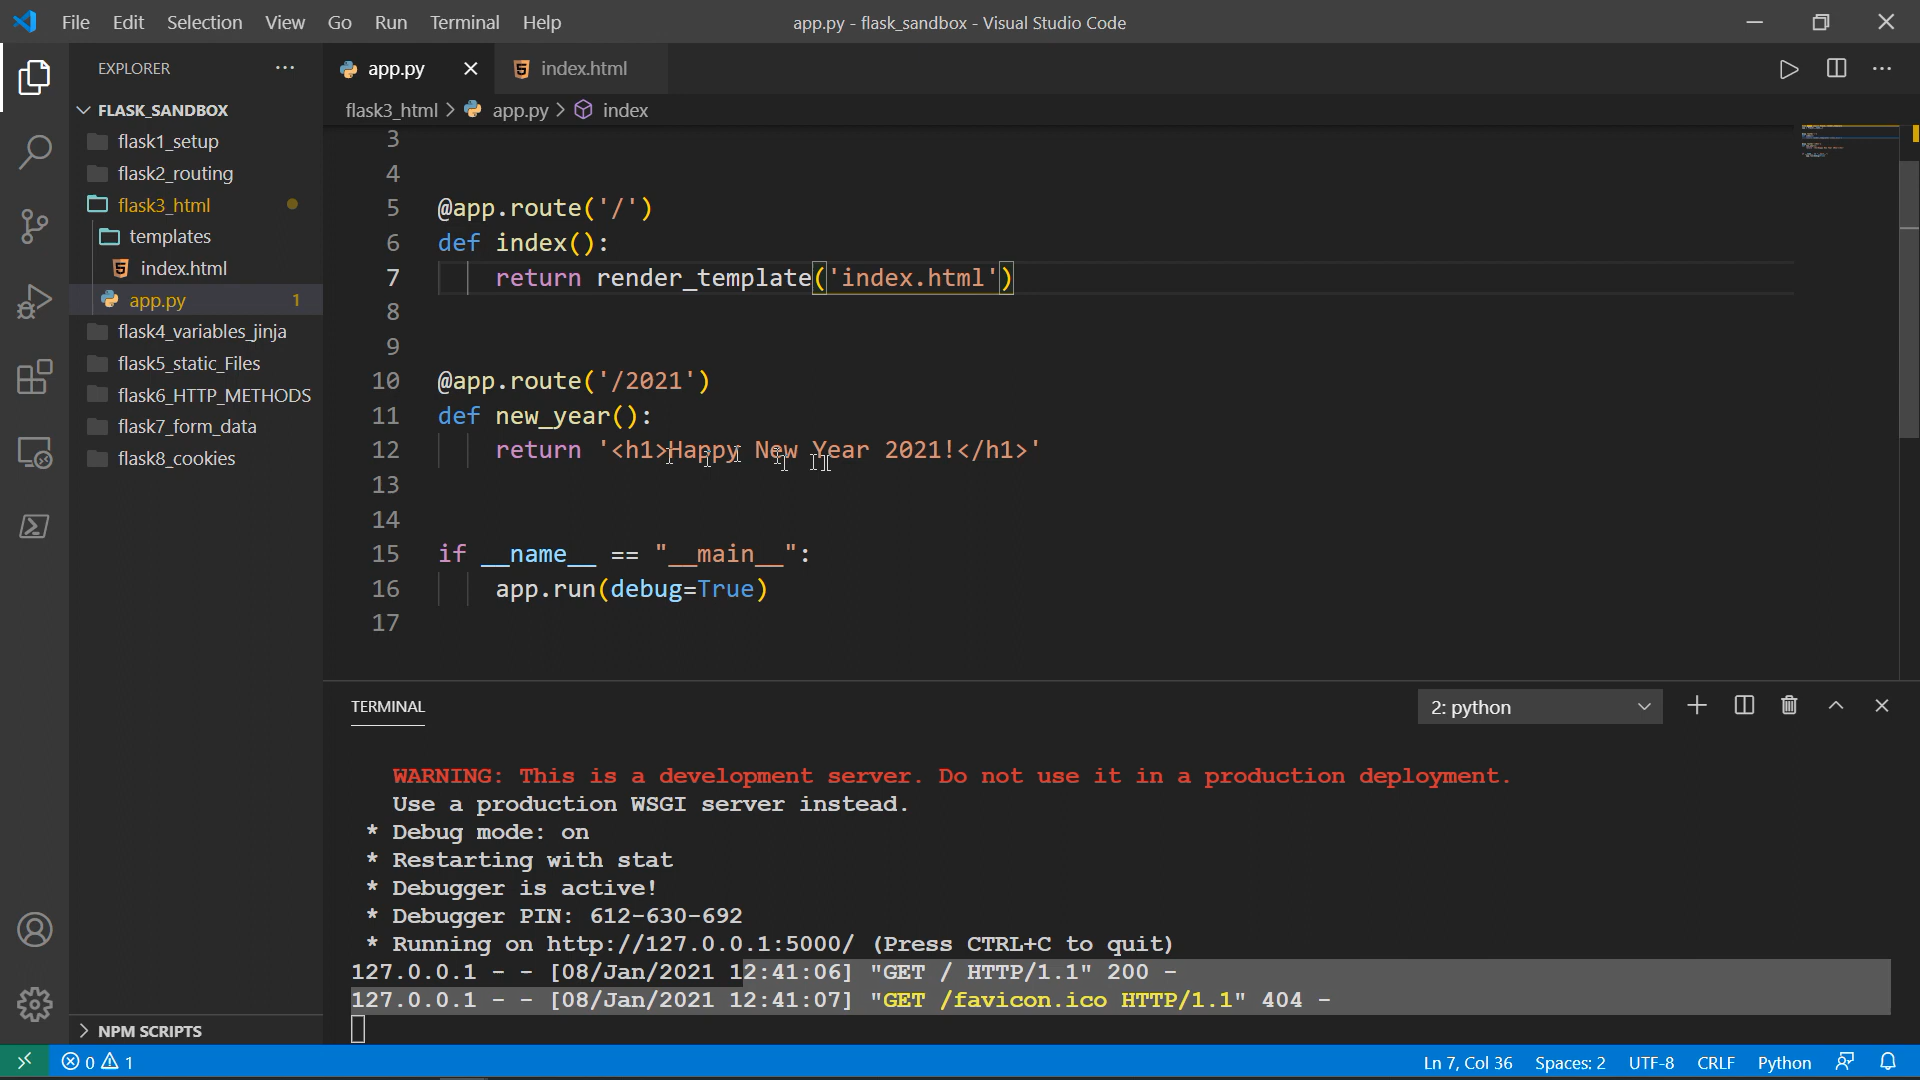 File Edit Selection View Go Run Terminal Help
app.py - flask_sandbox - Visual Studio Code
EXPLORER
FLASK_SANDBOX
flask1_setup
flask2_routing
flask3_html
templates
index.html
app.py 1
flask4_variables_jinja
flask5_static_Files
flask6_HTTP_METHODS
flask7_form_data
flask8_cookies
NPM SCRIPTS
app.py index.html
flask3_html > app.py > index
3
4
5 @app.route('/')
6 def index():
7 return render_template('index.html')
8
9
10 @app.route('/2021')
11 def new_year():
12 return '<h1>Happy New Year 2021!</h1>'
13
14
15 if __name__ == "__main__":
16 app.run(debug=True)
17
TERMINAL
2: python
WARNING: This is a development server. Do not use it in a production deployment.
Use a production WSGI server instead.
* Debug mode: on
* Restarting with stat
* Debugger is active!
* Debugger PIN: 612-630-692
* Running on http://127.0.0.1:5000/ (Press CTRL+C to quit)
127.0.0.1 - - [08/Jan/2021 12:41:06] "GET / HTTP/1.1" 200 -
127.0.0.1 - - [08/Jan/2021 12:41:07] "GET /favicon.ico HTTP/1.1" 404 -
0 1
Ln 7, Col 36 Spaces: 2 UTF-8 CRLF Python